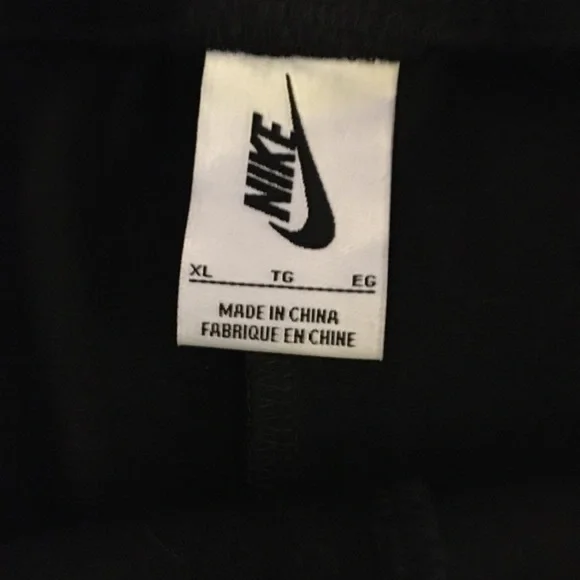 NIKE
XL TG EG
MADE IN CHINA
FABRIQUE EN CHINE